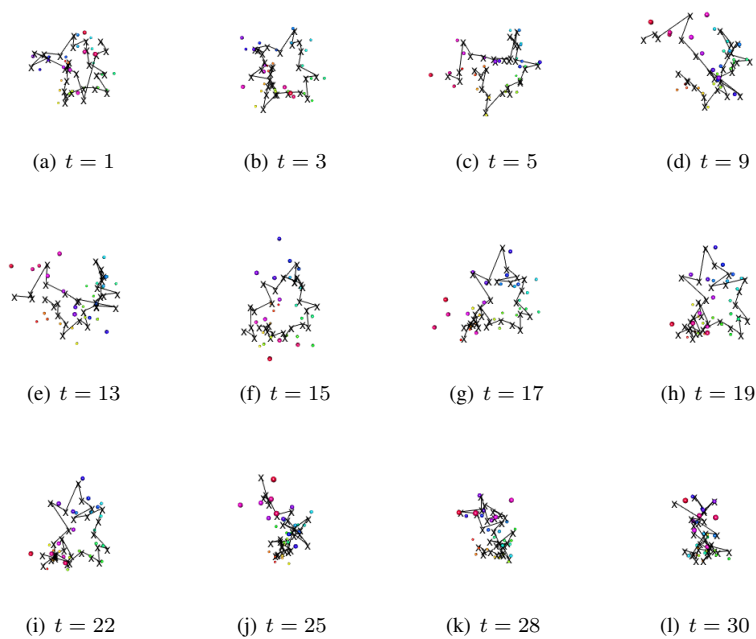 (a) t = 1 (b) t = 3 (c) t = 5 (d) t = 9
(e) t = 13 (f) t = 15 (g) t = 17 (h) t = 19
(i) t = 22 (j) t = 25 (k) t = 28 (l) t = 30